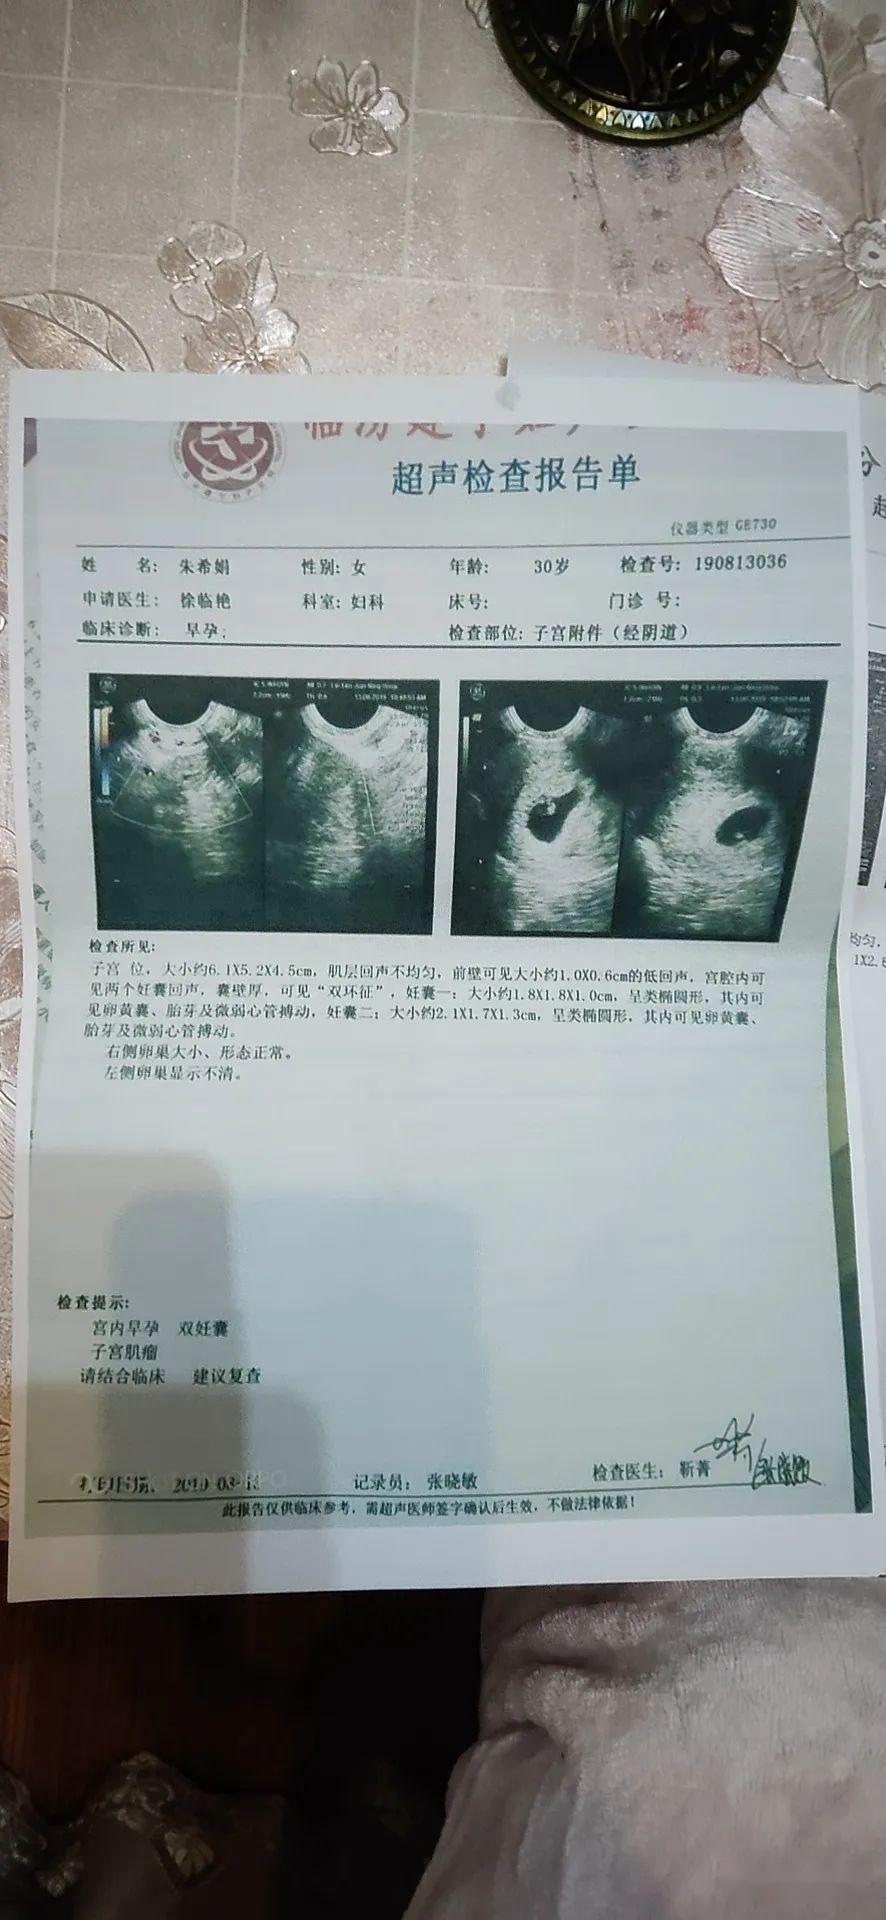 超声检查报告单
仪器类型 GE730
姓 名: 朱希娟 性别: 女 年龄: 30岁 检查号: 190813036
申请医生: 徐临艳 科室: 妇科 床号: 门诊 号:
临床诊断: 早孕; 检查部位: 子宫附件（经阴道）
检查所见:
子宫 位，大小约6.1X5.2X4.5cm，肌层回声不均匀，前壁可见大小约1.0X0.6cm的低回声，宫腔内可
见两个妊囊回声，囊壁厚，可见“双环征”，妊囊一：大小约1.8X1.8X1.0cm，呈类椭圆形，其内可
见卵黄囊、胎芽及微弱心管搏动，妊囊二：大小约2.1X1.7X1.3cm，呈类椭圆形，其内可见卵黄囊、
胎芽及微弱心管搏动。
右侧卵巢大小、形态正常。
左侧卵巢显示不清。
检查提示:
宫内早孕 双妊囊
子宫肌瘤
请结合临床 建议复查
记录员: 张晓敏 检查医生: 靳菁
此报告仅供临床参考，需超声医师签字确认后生效，不做法律依据！
均匀，
1X2.8